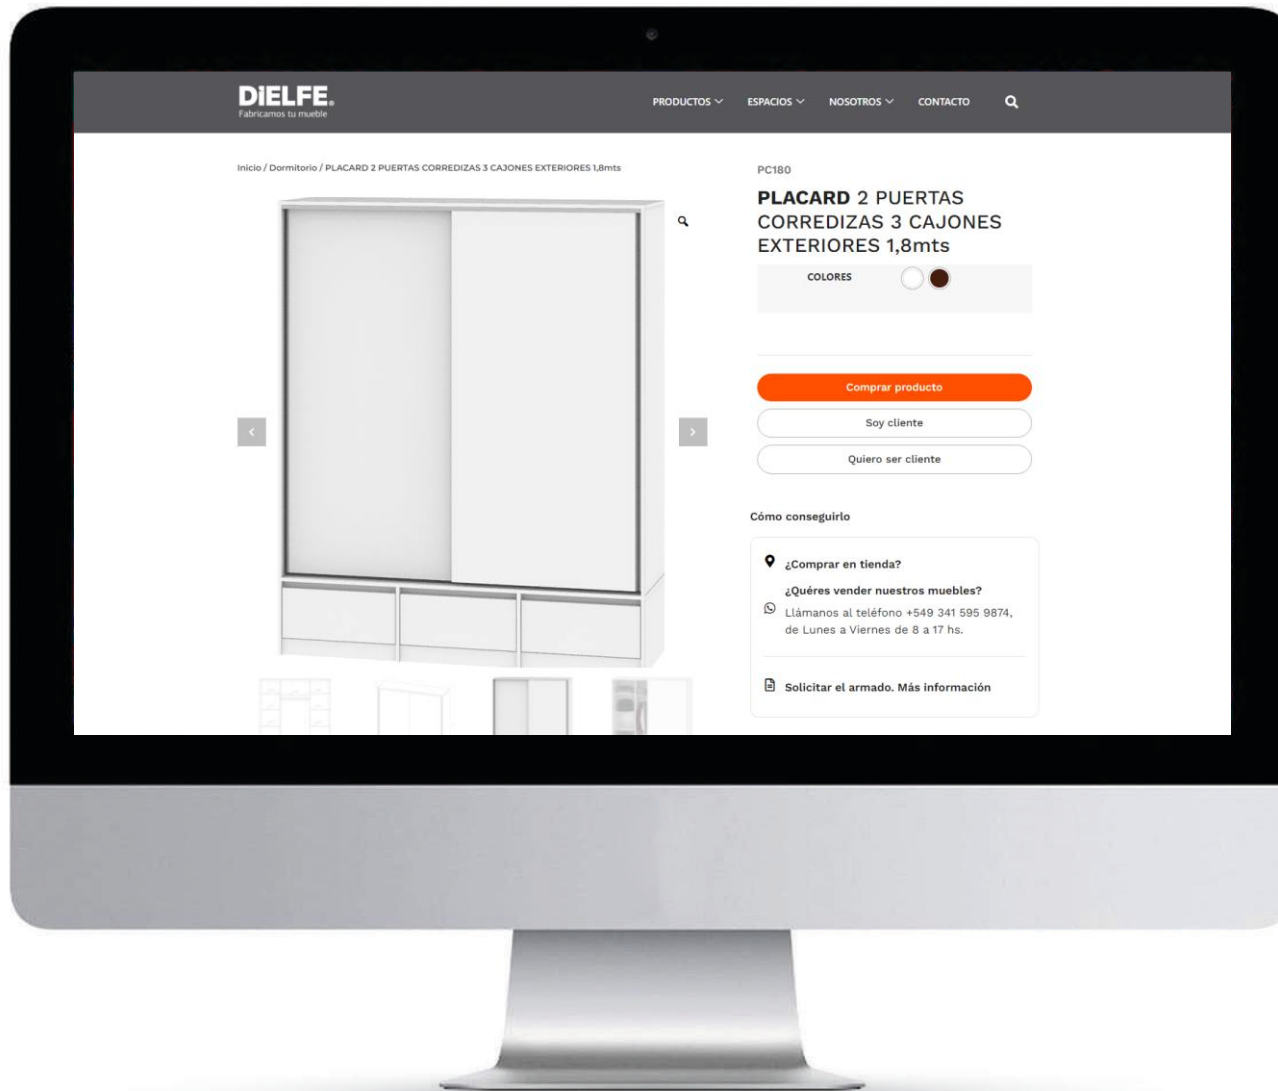 DiELFE®
Fabricamos tu mueble
PRODUCTOS
ESPACIOS
NOSOTROS
CONTACTO
Inicio / Dormitorio / PLACARD 2 PUERTAS CORREDIZAS 3 CAJONES EXTERIORES 1,8mts
PC180
PLACARD 2 PUERTAS
CORREDIZAS 3 CAJONES
EXTERIORES 1,8mts
COLORES
Comprar producto
Soy cliente
Quiero ser cliente
Cómo conseguirlo
¿Comprar en tienda?
¿Quéres vender nuestros muebles?
Llámanos al teléfono +549 341 595 9874,
de Lunes a Viernes de 8 a 17 hs.
Solicitar el armado. Más información